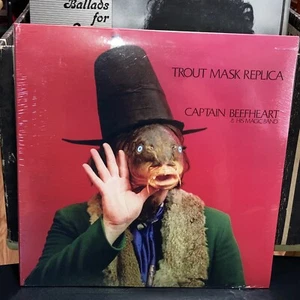 Ballads
for
TROUT MASK REPLICA
CAPTAIN BEEFHEART
& HIS MAGIC BAND